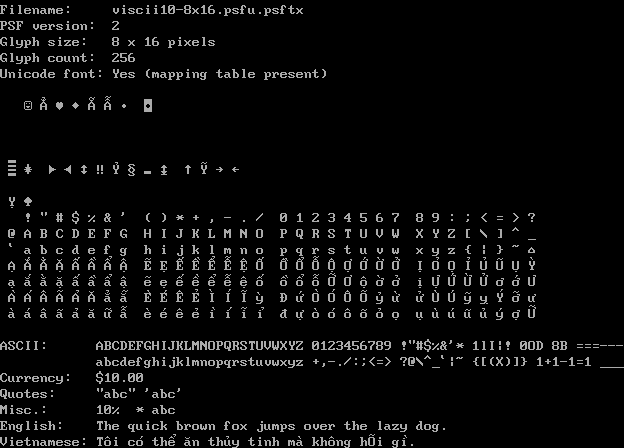 Filename: viscii10-8x16.psfu.psftx
PSF version: 2
Glyph size: 8 x 16 pixels
Glyph count: 256
Unicode font: Yes (mapping table present)
☺ Ẳ ♥ ♦ Ẵ Ẫ • ◘
≣ ⁕ ► ◄ ↕ ‼ Ỷ § ▬ ↨ ↑ Ỹ → ←
Ỵ ♠
! " # $ % & ' ( ) * + , - . / 0 1 2 3 4 5 6 7 8 9 : ; < = > ?
@ A B C D E F G H I J K L M N O P Q R S T U V W X Y Z [ \ ] ^ _
` a b c d e f g h i j k l m n o p q r s t u v w x y z { ¦ } ~ ⌂
Ạ Ắ Ằ Ặ Ấ Ầ Ẩ Ậ Ẽ Ẹ Ế Ề Ể Ễ Ệ Ố Ồ Ổ Ỗ Ộ Ợ Ớ Ờ Ở Ị Ỏ Ọ Ỉ Ủ Ũ Ụ Ỳ
ạ ắ ằ ặ ấ ầ ẩ ậ ẽ ẹ ế ề ể ễ ệ ố ồ ổ ỗ Ỡ Ơ ộ ờ ở ị Ự Ứ Ừ Ử ơ ớ Ư
À Á Â Ã Ả Ă ẳ ẵ È É Ê Ẻ Ì Í Ĩ ỳ Đ ứ Ò Ó Ô Õ ỷ ừ ử Ù Ú ỹ ỵ Ý ỡ ư
à á â ã ả ă ữ ẫ è é ê ẻ ì í ĩ ỉ đ ự ò ó ô õ ỏ ọ ụ ù ú ũ ủ ý ợ Ữ
ASCII: ABCDEFGHIJKLMNOPQRSTUVWXYZ 0123456789 !"#$%&'* 1lI¦! 0OD 8B ===---
abcdefghijklmnopqrstuvwxyz +,-./:;<=> ?@\^_`¦~ {[(X)]} 1+1-1=1 ___
Currency: $10.00
Quotes: "abc" 'abc'
Misc.: 10% * abc
English: The quick brown fox jumps over the lazy dog.
Vietnamese: Tôi có thể ăn thủy tinh mà không hÕi gì.